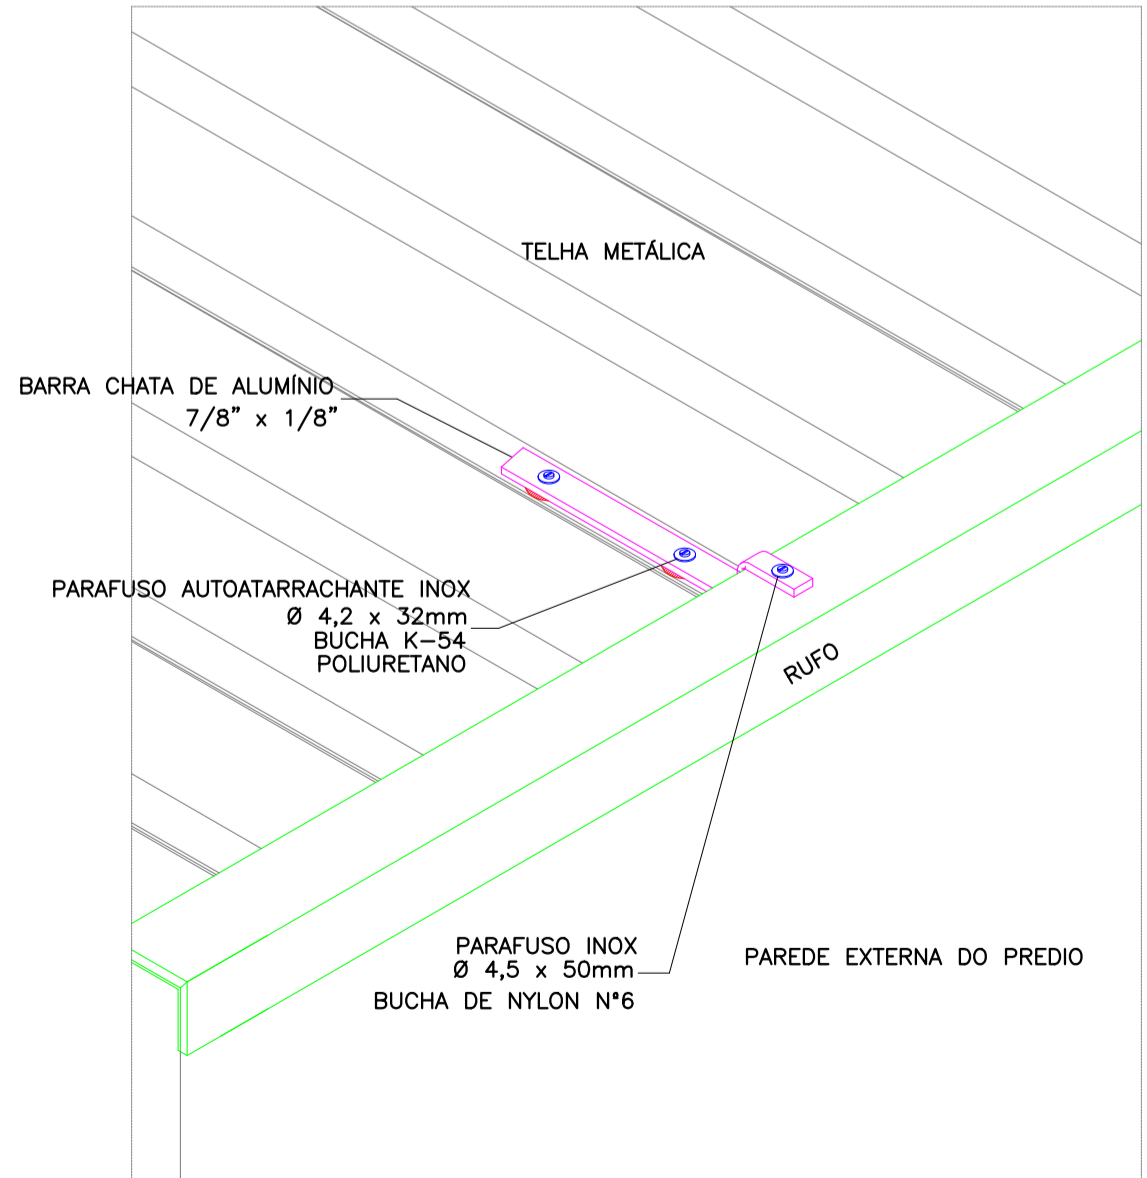 TELHA METÁLICA
BARRA CHATA DE ALUMÍNIO
7/8" x 1/8"
PARAFUSO AUTOATARRACHANTE INOX
Ø 4,2 x 32mm
BUCHA K-54
POLIURETANO
RUFO
PARAFUSO INOX
Ø 4,5 x 50mm
BUCHA DE NYLON N°6
PAREDE EXTERNA DO PREDIO